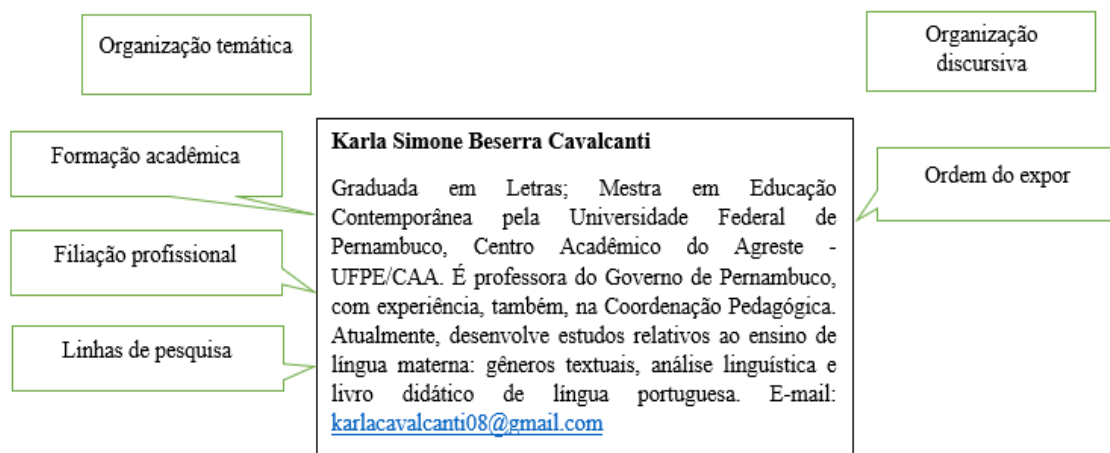 Organização temática
Organização
discursiva
Formação acadêmica
Filiação profissional
Linhas de pesquisa
Karla Simone Beserra Cavalcanti
Graduada em Letras; Mestra em Educação
Contemporânea pela Universidade Federal de
Pernambuco, Centro Acadêmico do Agreste -
UFPE/CAA. É professora do Governo de Pernambuco,
com experiência, também, na Coordenação Pedagógica.
Atualmente, desenvolve estudos relativos ao ensino de
língua materna: gêneros textuais, análise linguística e
livro didático de língua portuguesa. E-mail:
karlacavalcanti08@gmail.com
Ordem do expor